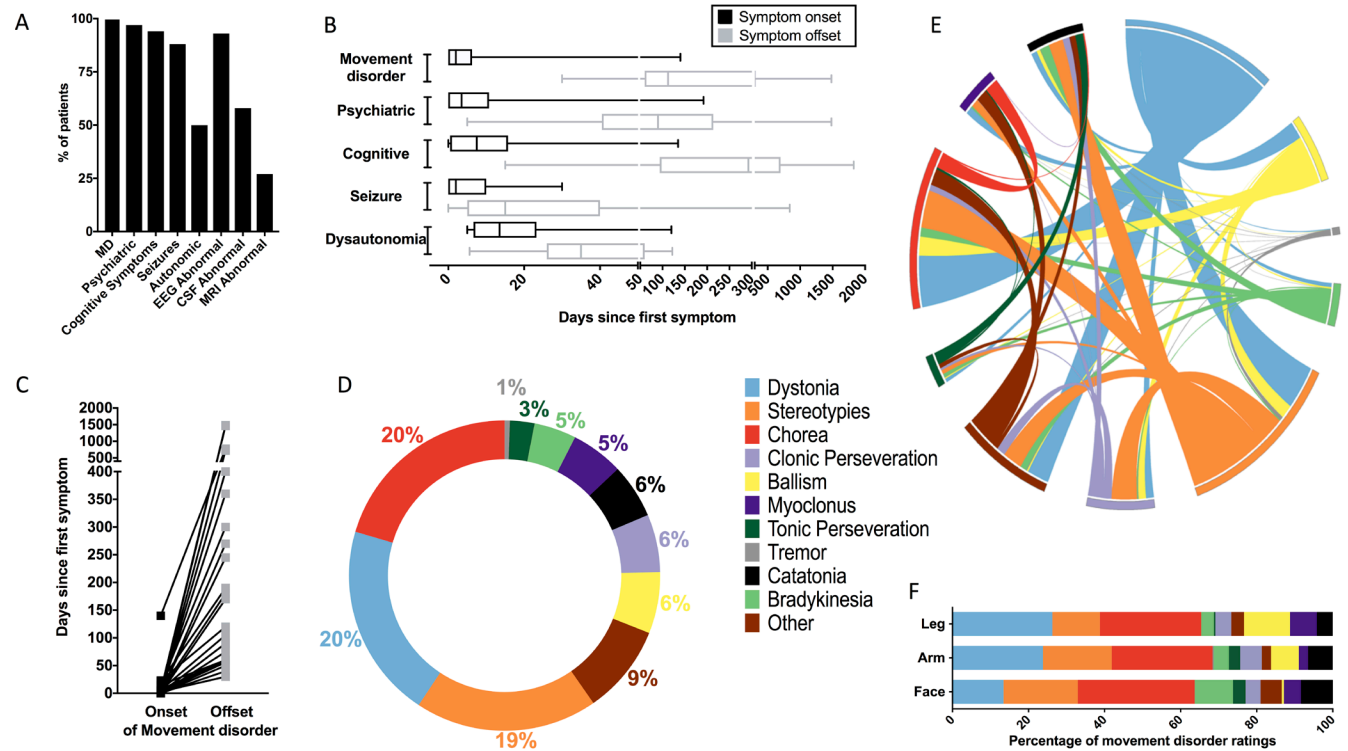 A
100
75
50
25
0
% of patients
MD
Psychiatric
Cognitive Symptoms
Seizures
Autonomic
EEG Abnormal
CSF Abnormal
MRI Abnormal
B
Symptom onset
Symptom offset
Movement
disorder
Psychiatric
Cognitive
Seizure
Dysautonomia
0
20
40
50
100
150
200
250
300
500
1000
1500
2000
Days since first symptom
C
2000
1500
1000
500
400
350
300
250
200
150
100
50
0
Days since first symptom
Onset Offset
of Movement disorder
D
1%
3%
5%
5%
6%
6%
6%
9%
19%
20%
20%
Dystonia
Stereotypies
Chorea
Clonic Perseveration
Ballism
Myoclonus
Tonic Perseveration
Tremor
Catatonia
Bradykinesia
Other
E
F
Leg
Arm
Face
0
20
40
60
80
100
Percentage of movement disorder ratings